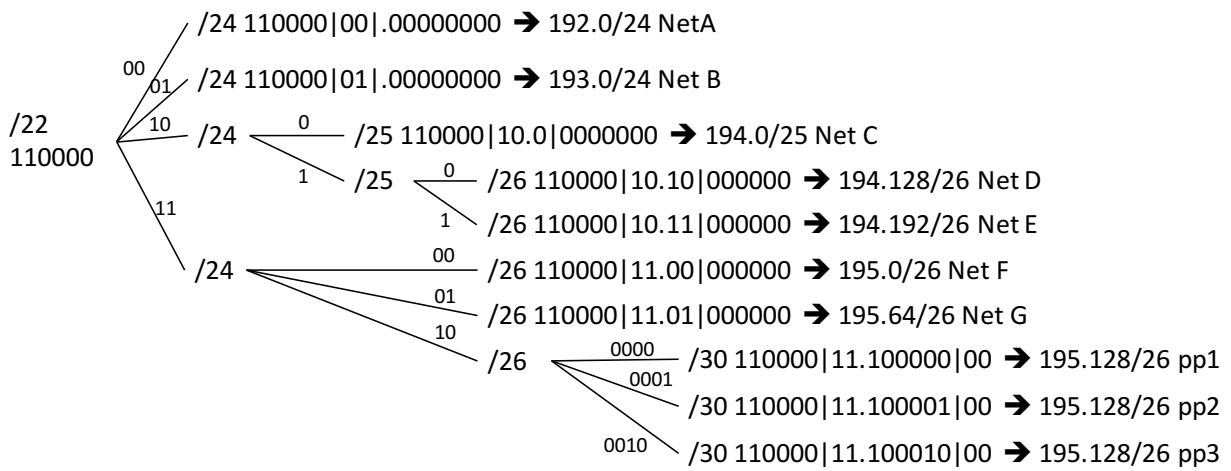 /24 110000|00|.00000000 ➔ 192.0/24 NetA
00
01
/24 110000|01|.00000000 ➔ 193.0/24 Net B
/22
110000
10
/24
0
/25 110000|10.0|0000000 ➔ 194.0/25 Net C
1
/25
0
/26 110000|10.10|000000 ➔ 194.128/26 Net D
11
1
/26 110000|10.11|000000 ➔ 194.192/26 Net E
/24
00
/26 110000|11.00|000000 ➔ 195.0/26 Net F
01
/26 110000|11.01|000000 ➔ 195.64/26 Net G
10
/26
0000
/30 110000|11.100000|00 ➔ 195.128/26 pp1
0001
/30 110000|11.100001|00 ➔ 195.128/26 pp2
0010
/30 110000|11.100010|00 ➔ 195.128/26 pp3